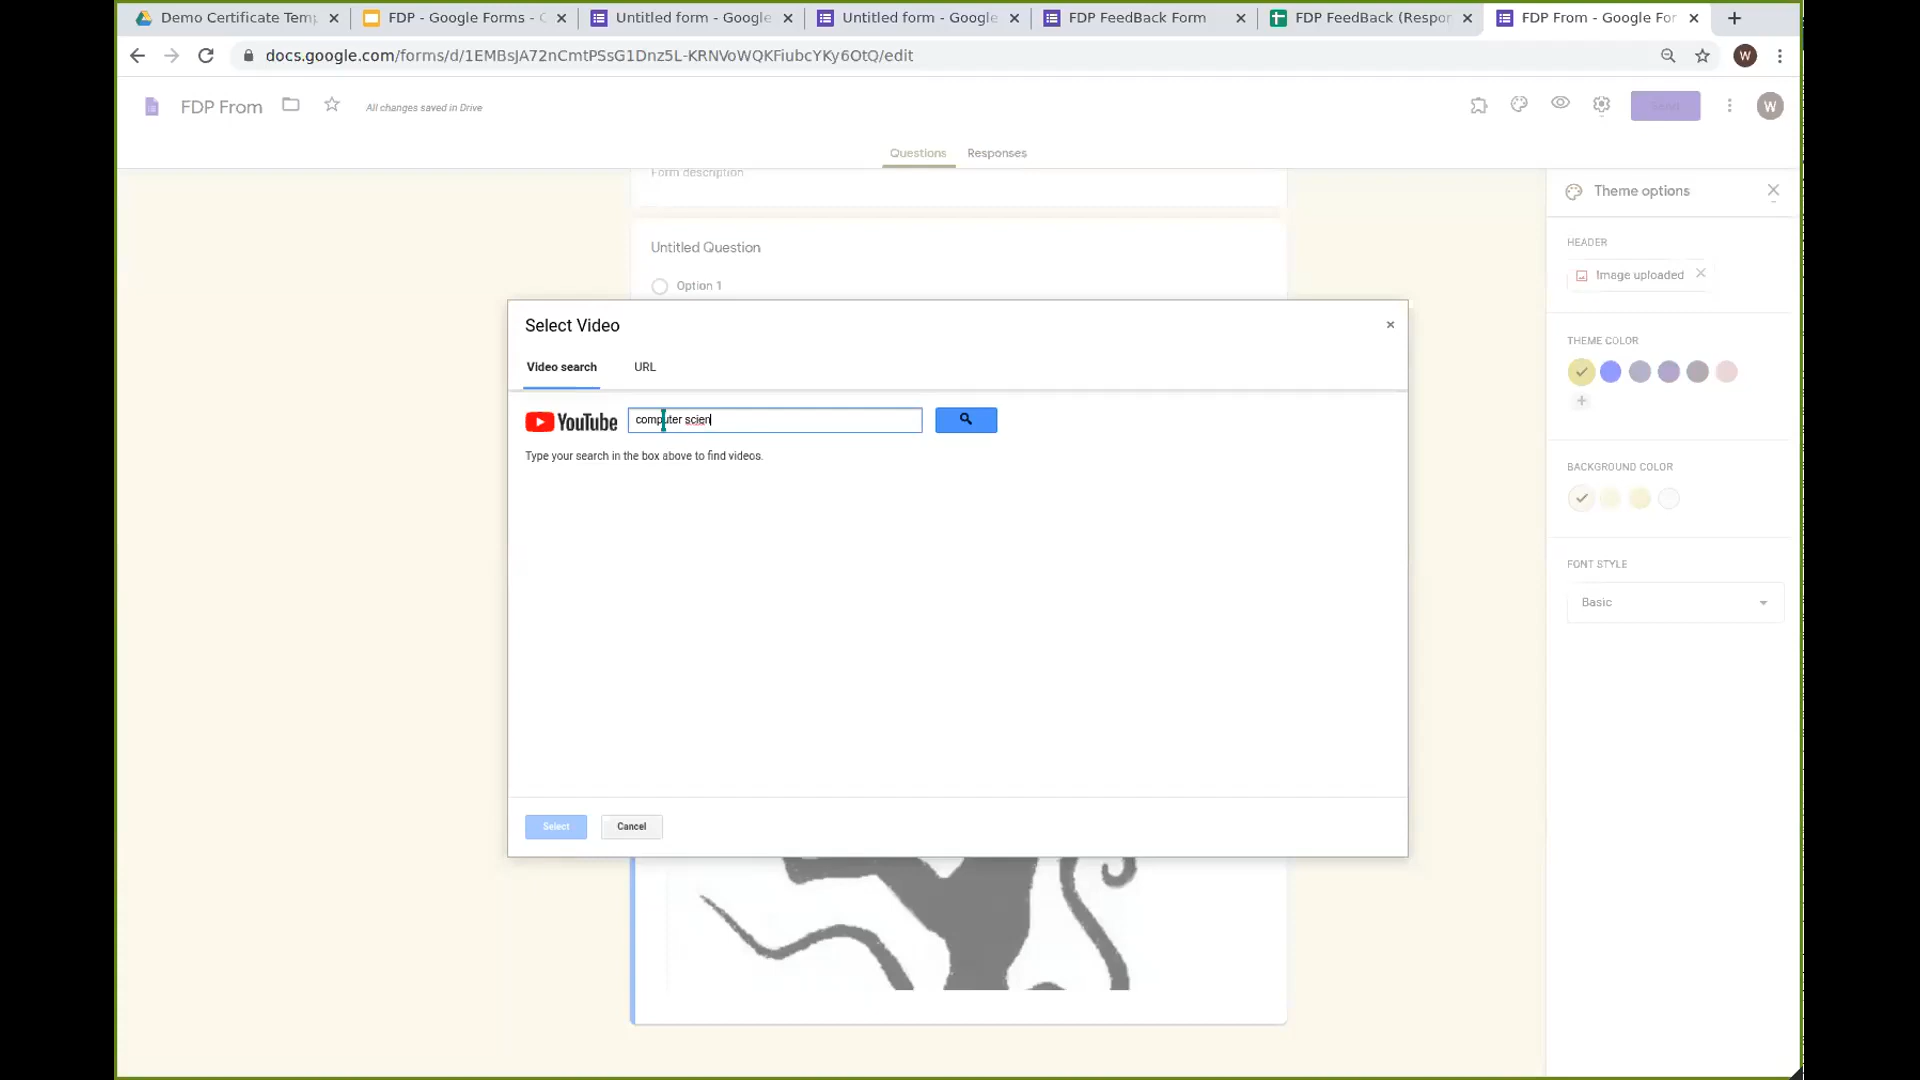 Demo Certificate Temp
FDP - Google Forms - G
Untitled form - Google
Untitled form - Google
FDP FeedBack Form
FDP FeedBack (Respor
FDP From - Google For
docs.google.com/forms/d/1EMBsJA72nCmtPSsG1Dnz5L-KRNVoWQKFiubcYKy6OtQ/edit
W
FDP From
All changes saved in Drive
W
Questions
Responses
Form description
Theme options
Untitled Question
HEADER
Image uploaded
Option 1
Select Video
THEME COLOR
Video search
URL
YouTube
computer scien
Type your search in the box above to find videos.
BACKGROUND COLOR
FONT STYLE
Basic
Select
Cancel